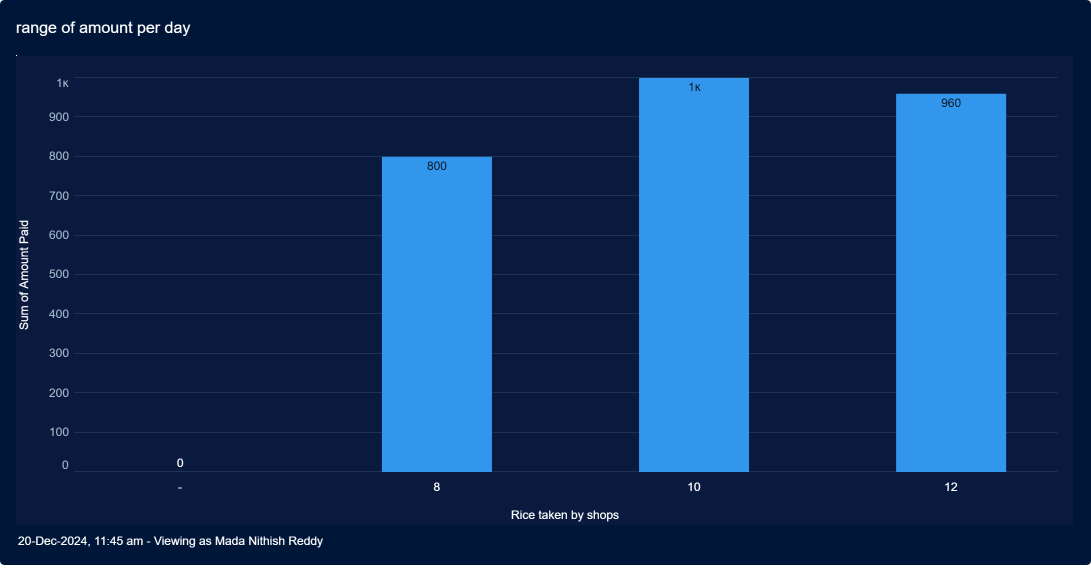 range of amount per day
1K
900
800
700
600
500
400
300
200
100
0
Sum of Amount Paid
0
800
1K
960
-
8
10
12
Rice taken by shops
20-Dec-2024, 11:45 am - Viewing as Mada Nithish Reddy